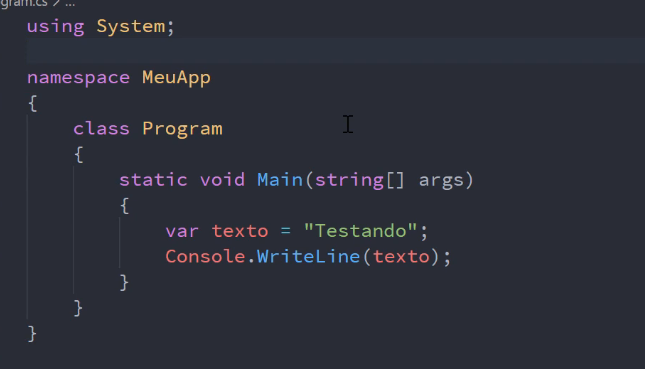 gram.cs > ...
using System;
namespace MeuApp
{
    class Program
    {
        static void Main(string[] args)
        {
            var texto = "Testando";
            Console.WriteLine(texto);
        }
    }
}